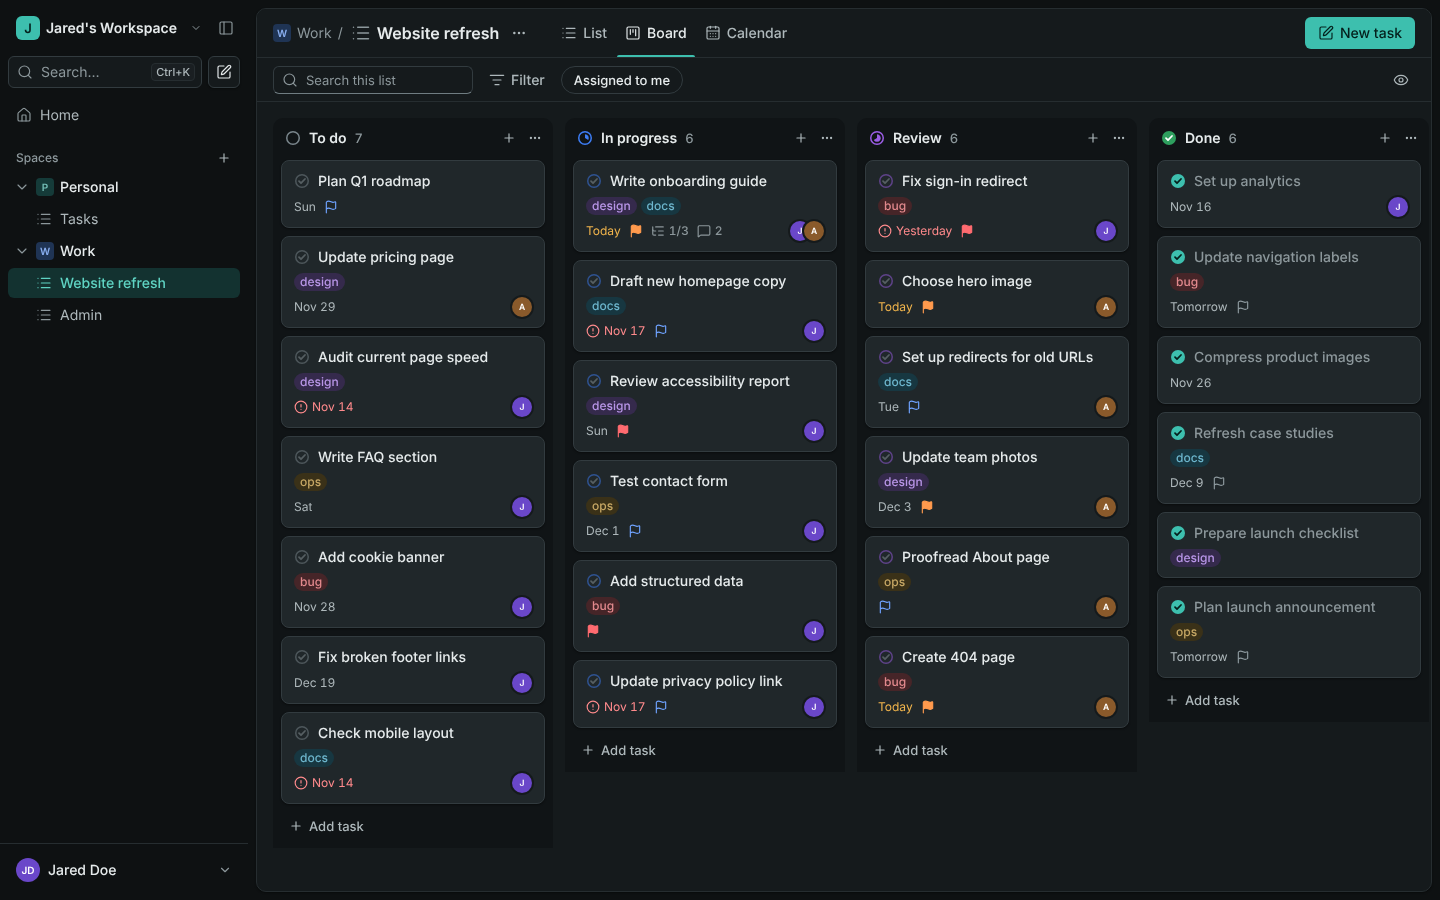 J Jared's Workspace
Search... Ctrl+K
Home
Spaces
P Personal
Tasks
W Work
Website refresh
Admin
JD Jared Doe
W Work / Website refresh
List
Board
Calendar
New task
Search this list
Filter
Assigned to me
To do 7
Plan Q1 roadmap
Sun
Update pricing page
design
Nov 29 A
Audit current page speed
design
Nov 14 J
Write FAQ section
ops
Sat J
Add cookie banner
bug
Nov 28 J
Fix broken footer links
Dec 19 J
Check mobile layout
docs
Nov 14 J
Add task
In progress 6
Write onboarding guide
design docs
Today 1/3 2 J A
Draft new homepage copy
docs
Nov 17 J
Review accessibility report
design
Sun J
Test contact form
ops
Dec 1 J
Add structured data
bug
J
Update privacy policy link
Nov 17 J
Add task
Review 6
Fix sign-in redirect
bug
Yesterday J
Choose hero image
Today A
Set up redirects for old URLs
docs
Tue A
Update team photos
design
Dec 3 A
Proofread About page
ops
A
Create 404 page
bug
Today A
Add task
Done 6
Set up analytics
Nov 16 J
Update navigation labels
bug
Tomorrow
Compress product images
Nov 26
Refresh case studies
docs
Dec 9
Prepare launch checklist
design
Plan launch announcement
ops
Tomorrow
Add task